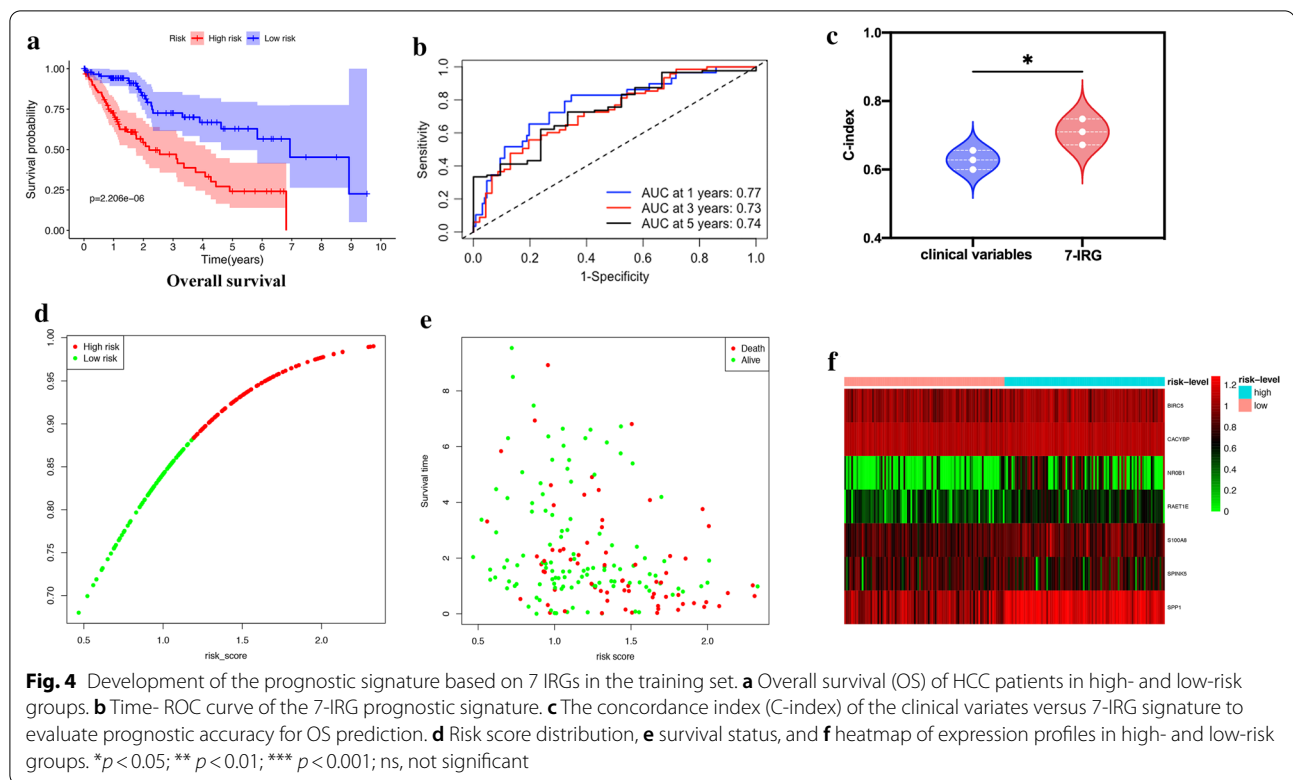 a
Risk High risk Low risk
Survival probability
1.00
0.75
0.50
0.25
0.00
p=2.206e−06
0 1 2 3 4 5 6 7 8 9 10
Time(years)
Overall survival
b
Sensitivity
0.0 0.2 0.4 0.6 0.8 1.0
AUC at 1 years: 0.77
AUC at 3 years: 0.73
AUC at 5 years: 0.74
0.0 0.2 0.4 0.6 0.8 1.0
1-Specificity
c
C-index
1.0
0.8
0.6
0.4
*
clinical variables 7-IRG
d
High risk
Low risk
0.70 0.75 0.80 0.85 0.90 0.95 1.00
0.5 1.0 1.5 2.0
risk_score
e
Death
Alive
Survival time
0 2 4 6 8
0.5 1.0 1.5 2.0
risk score
f
risk−level
BIRC5
CACYBP
NR0B1
RAET1E
S100A8
SPINK5
SPP1
1.2
1
0.8
0.6
0.4
0.2
0
risk−level
high
low
Fig. 4 Development of the prognostic signature based on 7 IRGs in the training set. a Overall survival (OS) of HCC patients in high- and low-risk
groups. b Time- ROC curve of the 7-IRG prognostic signature. c The concordance index (C-index) of the clinical variates versus 7-IRG signature to
evaluate prognostic accuracy for OS prediction. d Risk score distribution, e survival status, and f heatmap of expression profiles in high- and low-risk
groups. *p < 0.05; ** p < 0.01; *** p < 0.001; ns, not significant